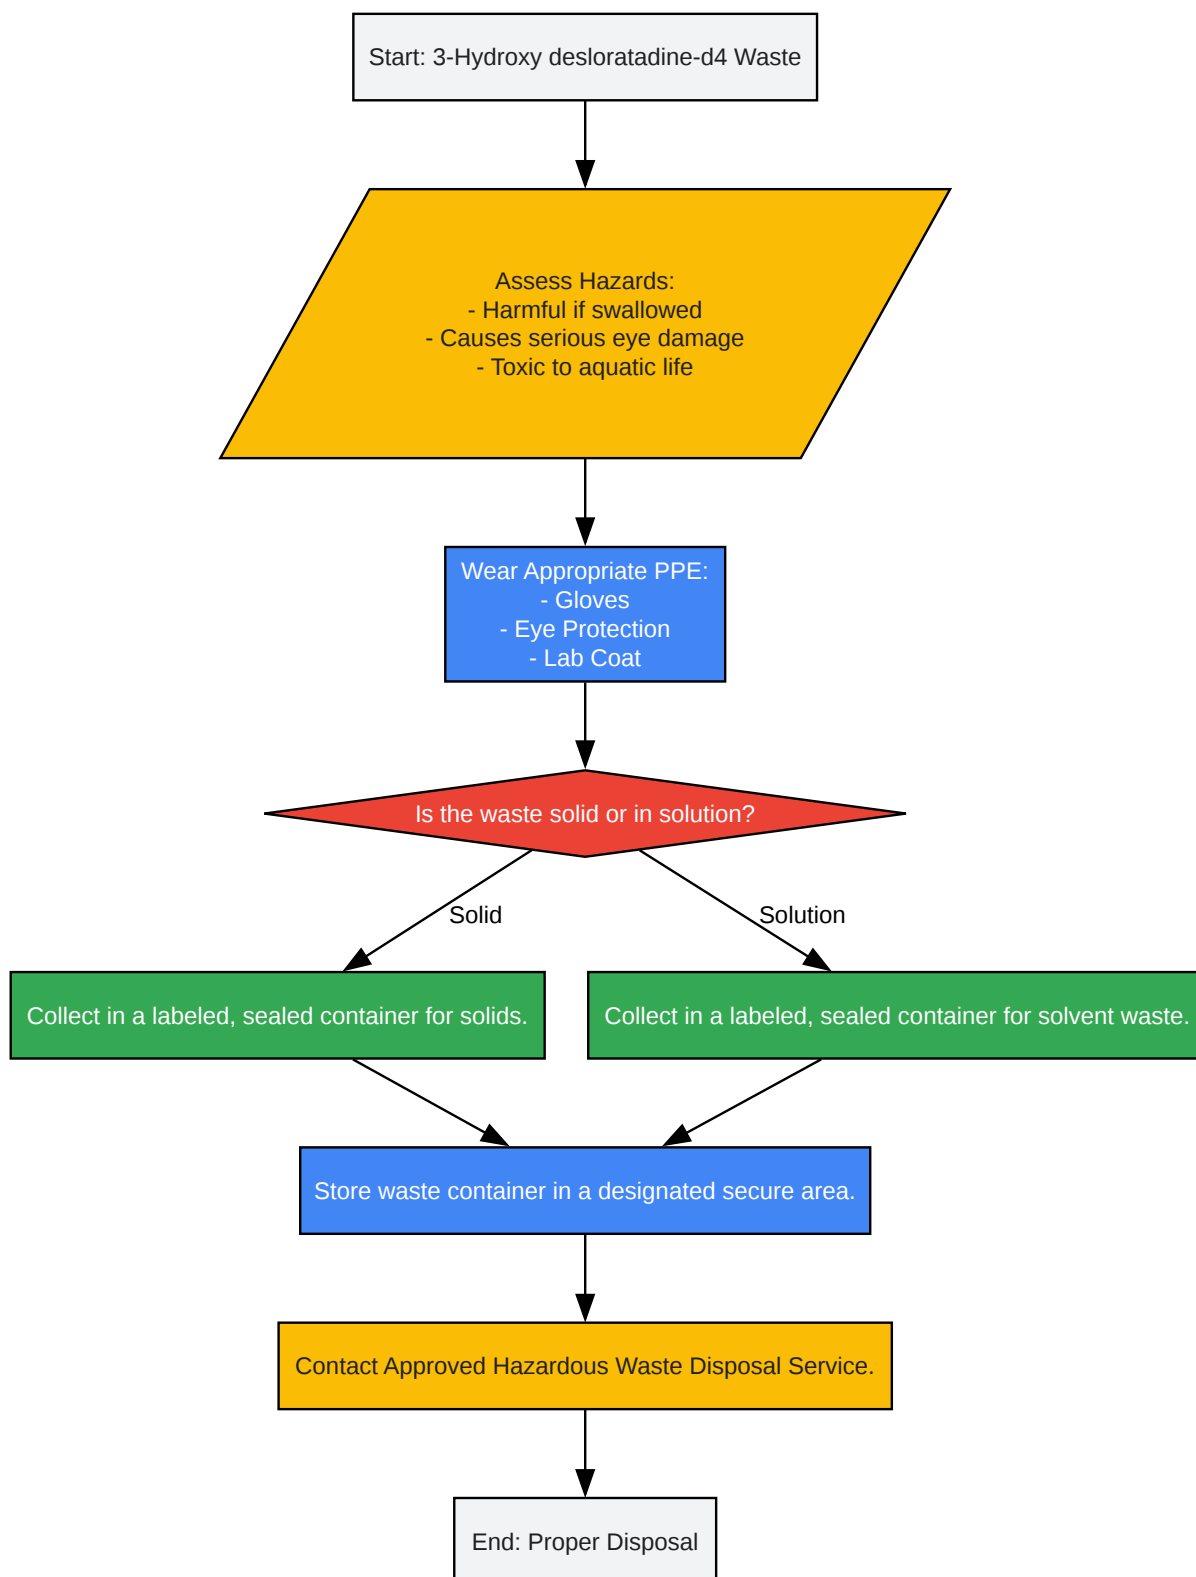 Start: 3-Hydroxy desloratadine-d4 Waste
Assess Hazards:
- Harmful if swallowed
- Causes serious eye damage
- Toxic to aquatic life
Wear Appropriate PPE:
- Gloves
- Eye Protection
- Lab Coat
Is the waste solid or in solution?
Solid
Solution
Collect in a labeled, sealed container for solids.
Collect in a labeled, sealed container for solvent waste.
Store waste container in a designated secure area.
Contact Approved Hazardous Waste Disposal Service.
End: Proper Disposal